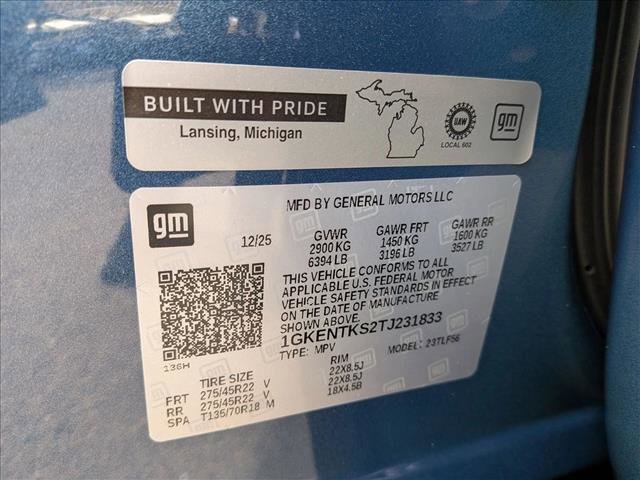 BUILT WITH PRIDE
Lansing, Michigan
UAW
LOCAL 602
gm
MFD BY GENERAL MOTORS LLC
gm
12/25
GVWR GAWR FRT GAWR RR
2900 KG 1450 KG 1600 KG
6394 LB 3196 LB 3527 LB
THIS VEHICLE CONFORMS TO ALL
APPLICABLE U.S. FEDERAL MOTOR
VEHICLE SAFETY STANDARDS IN EFFECT
ON THE DATE OF MANUFACTURE
SHOWN ABOVE.
1GKENTKS2TJ231833
TYPE: MPV MODEL: 23TLF56
136H
TIRE SIZE RIM
FRT 275/45R22 V 22X8.5J
RR 275/45R22 V 22X8.5J
SPA T135/70R18 M 18X4.5B